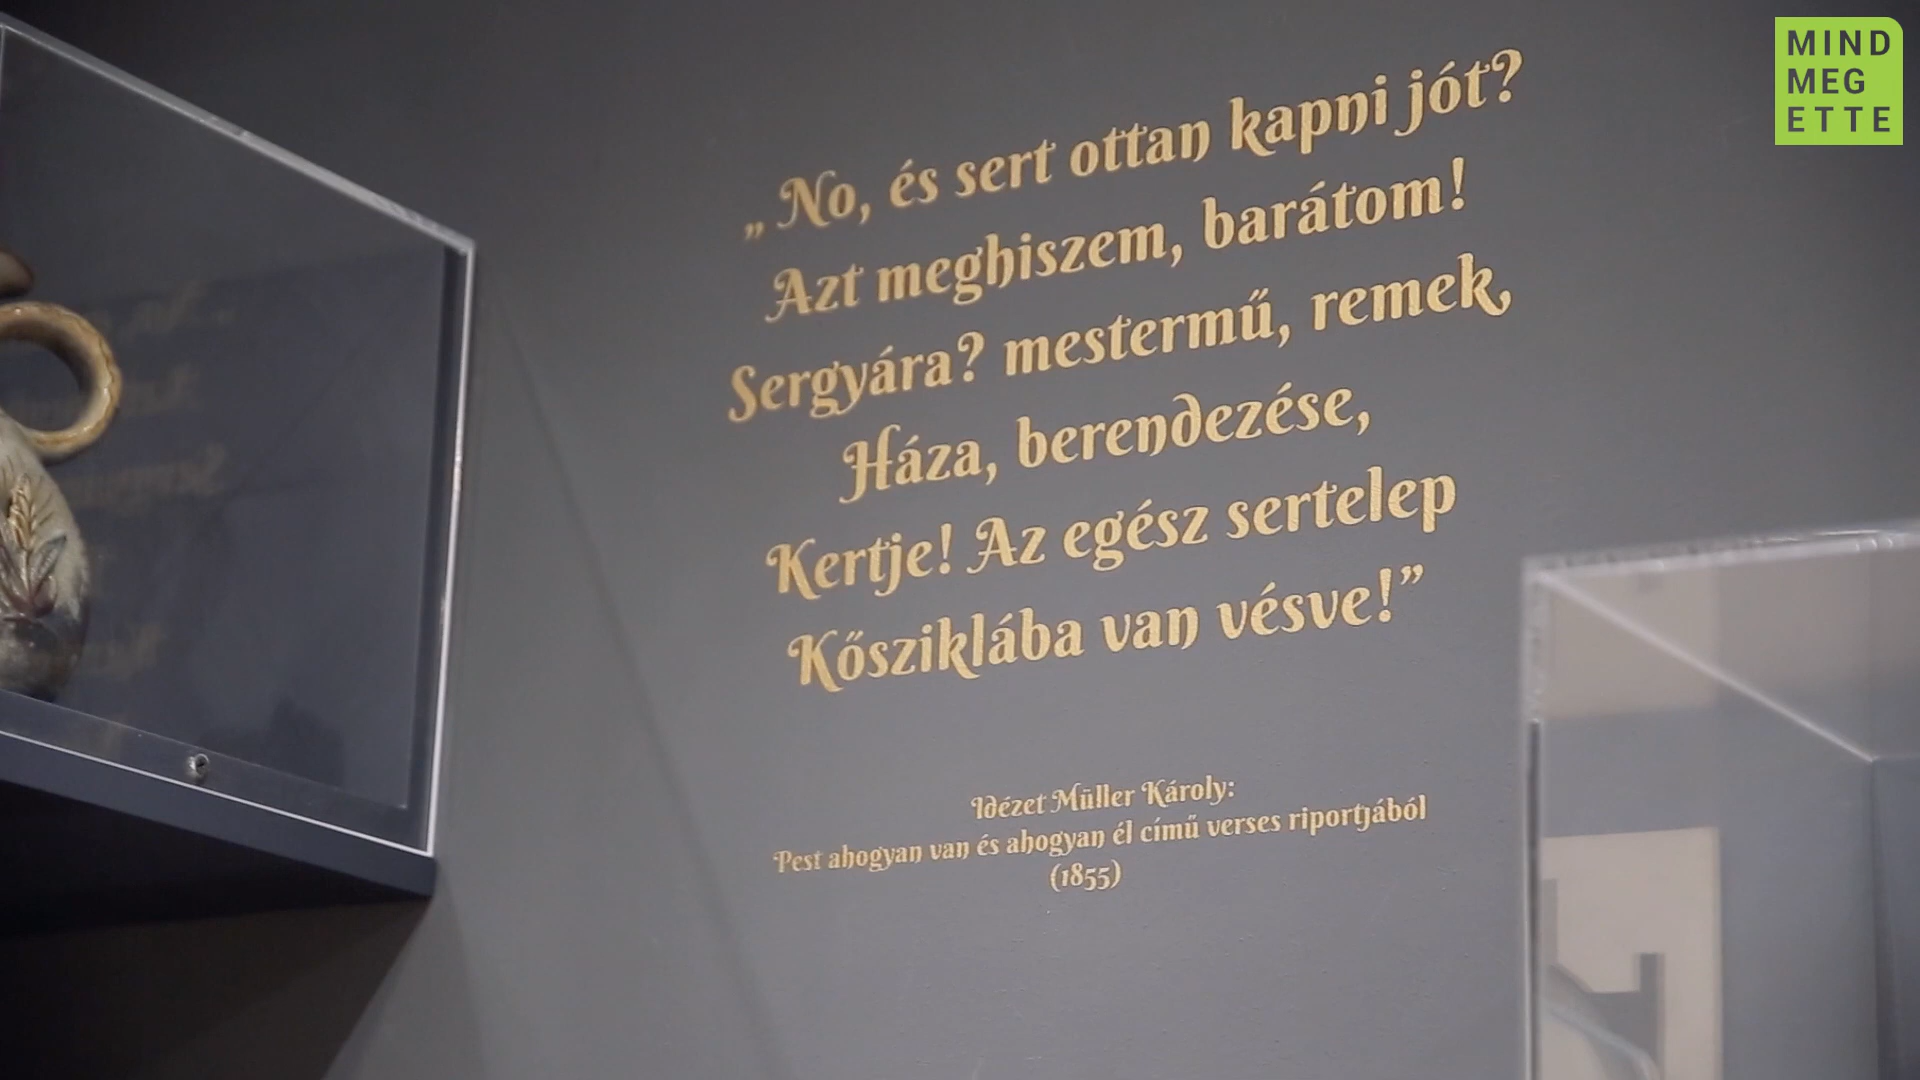 MIND
MEG
ETTE
„No, és sert ottan kapni jót?
Azt meghiszem, barátom!
Sergyára? mestermű, remek,
Háza, berendezése,
Kertje! Az egész sertelep
Kősziklába van vésve!”
Idézet Müller Károly:
Pest ahogyan van és ahogyan él című verses riportjából
(1855)